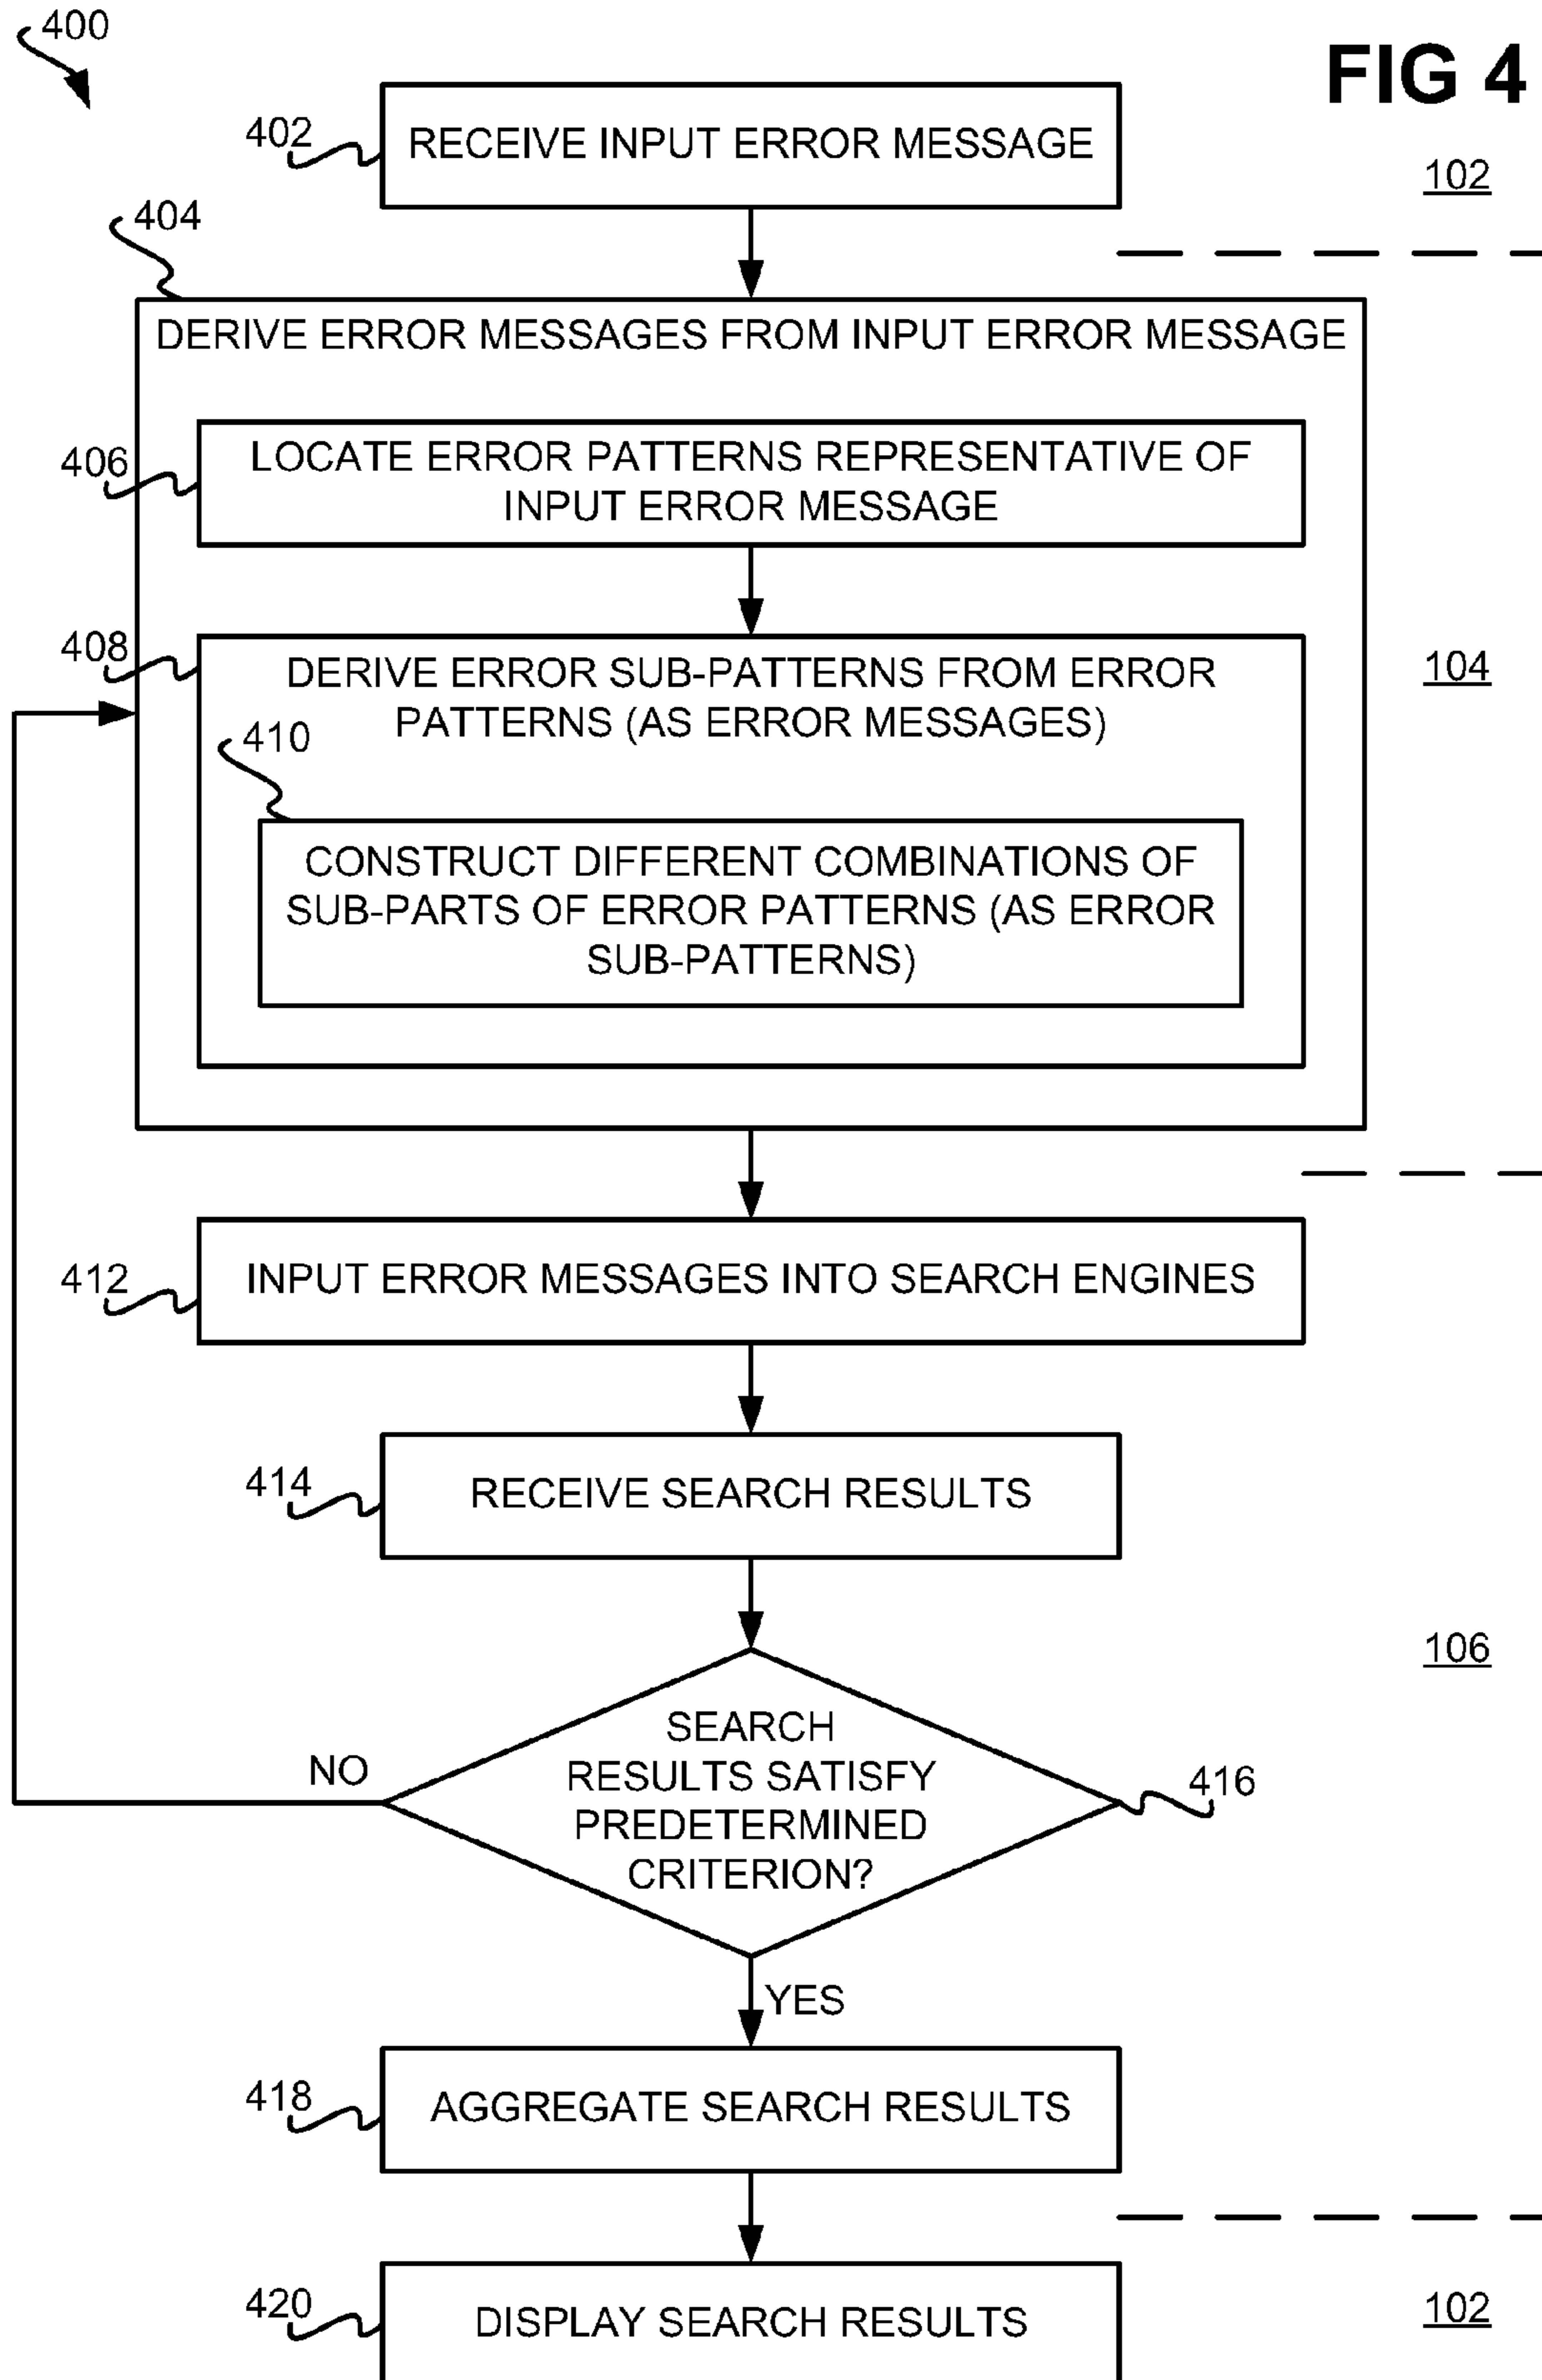 400
FIG 4
402
RECEIVE INPUT ERROR MESSAGE
102
404
DERIVE ERROR MESSAGES FROM INPUT ERROR MESSAGE
406
LOCATE ERROR PATTERNS REPRESENTATIVE OF
INPUT ERROR MESSAGE
408
DERIVE ERROR SUB-PATTERNS FROM ERROR
PATTERNS (AS ERROR MESSAGES)
104
410
CONSTRUCT DIFFERENT COMBINATIONS OF
SUB-PARTS OF ERROR PATTERNS (AS ERROR
SUB-PATTERNS)
412
INPUT ERROR MESSAGES INTO SEARCH ENGINES
414
RECEIVE SEARCH RESULTS
106
SEARCH
RESULTS SATISFY
PREDETERMINED
CRITERION?
NO
416
YES
418
AGGREGATE SEARCH RESULTS
420
DISPLAY SEARCH RESULTS
102